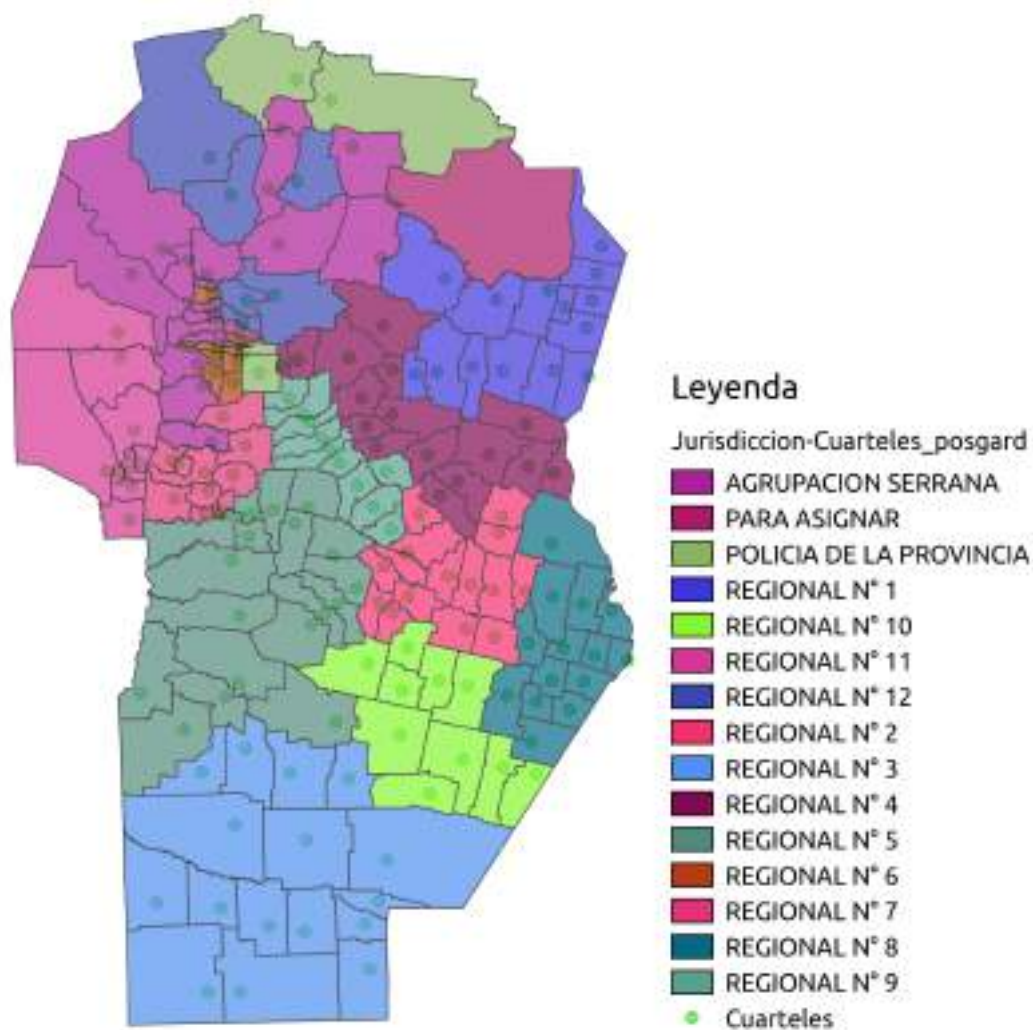 Leyenda
Jurisdiccion-Cuarteles_posgard
AGRUPACION SERRANA
PARA ASIGNAR
POLICIA DE LA PROVINCIA
REGIONAL N° 1
REGIONAL N° 10
REGIONAL N° 11
REGIONAL N° 12
REGIONAL N° 2
REGIONAL N° 3
REGIONAL N° 4
REGIONAL N° 5
REGIONAL N° 6
REGIONAL N° 7
REGIONAL N° 8
REGIONAL N° 9
Cuarteles